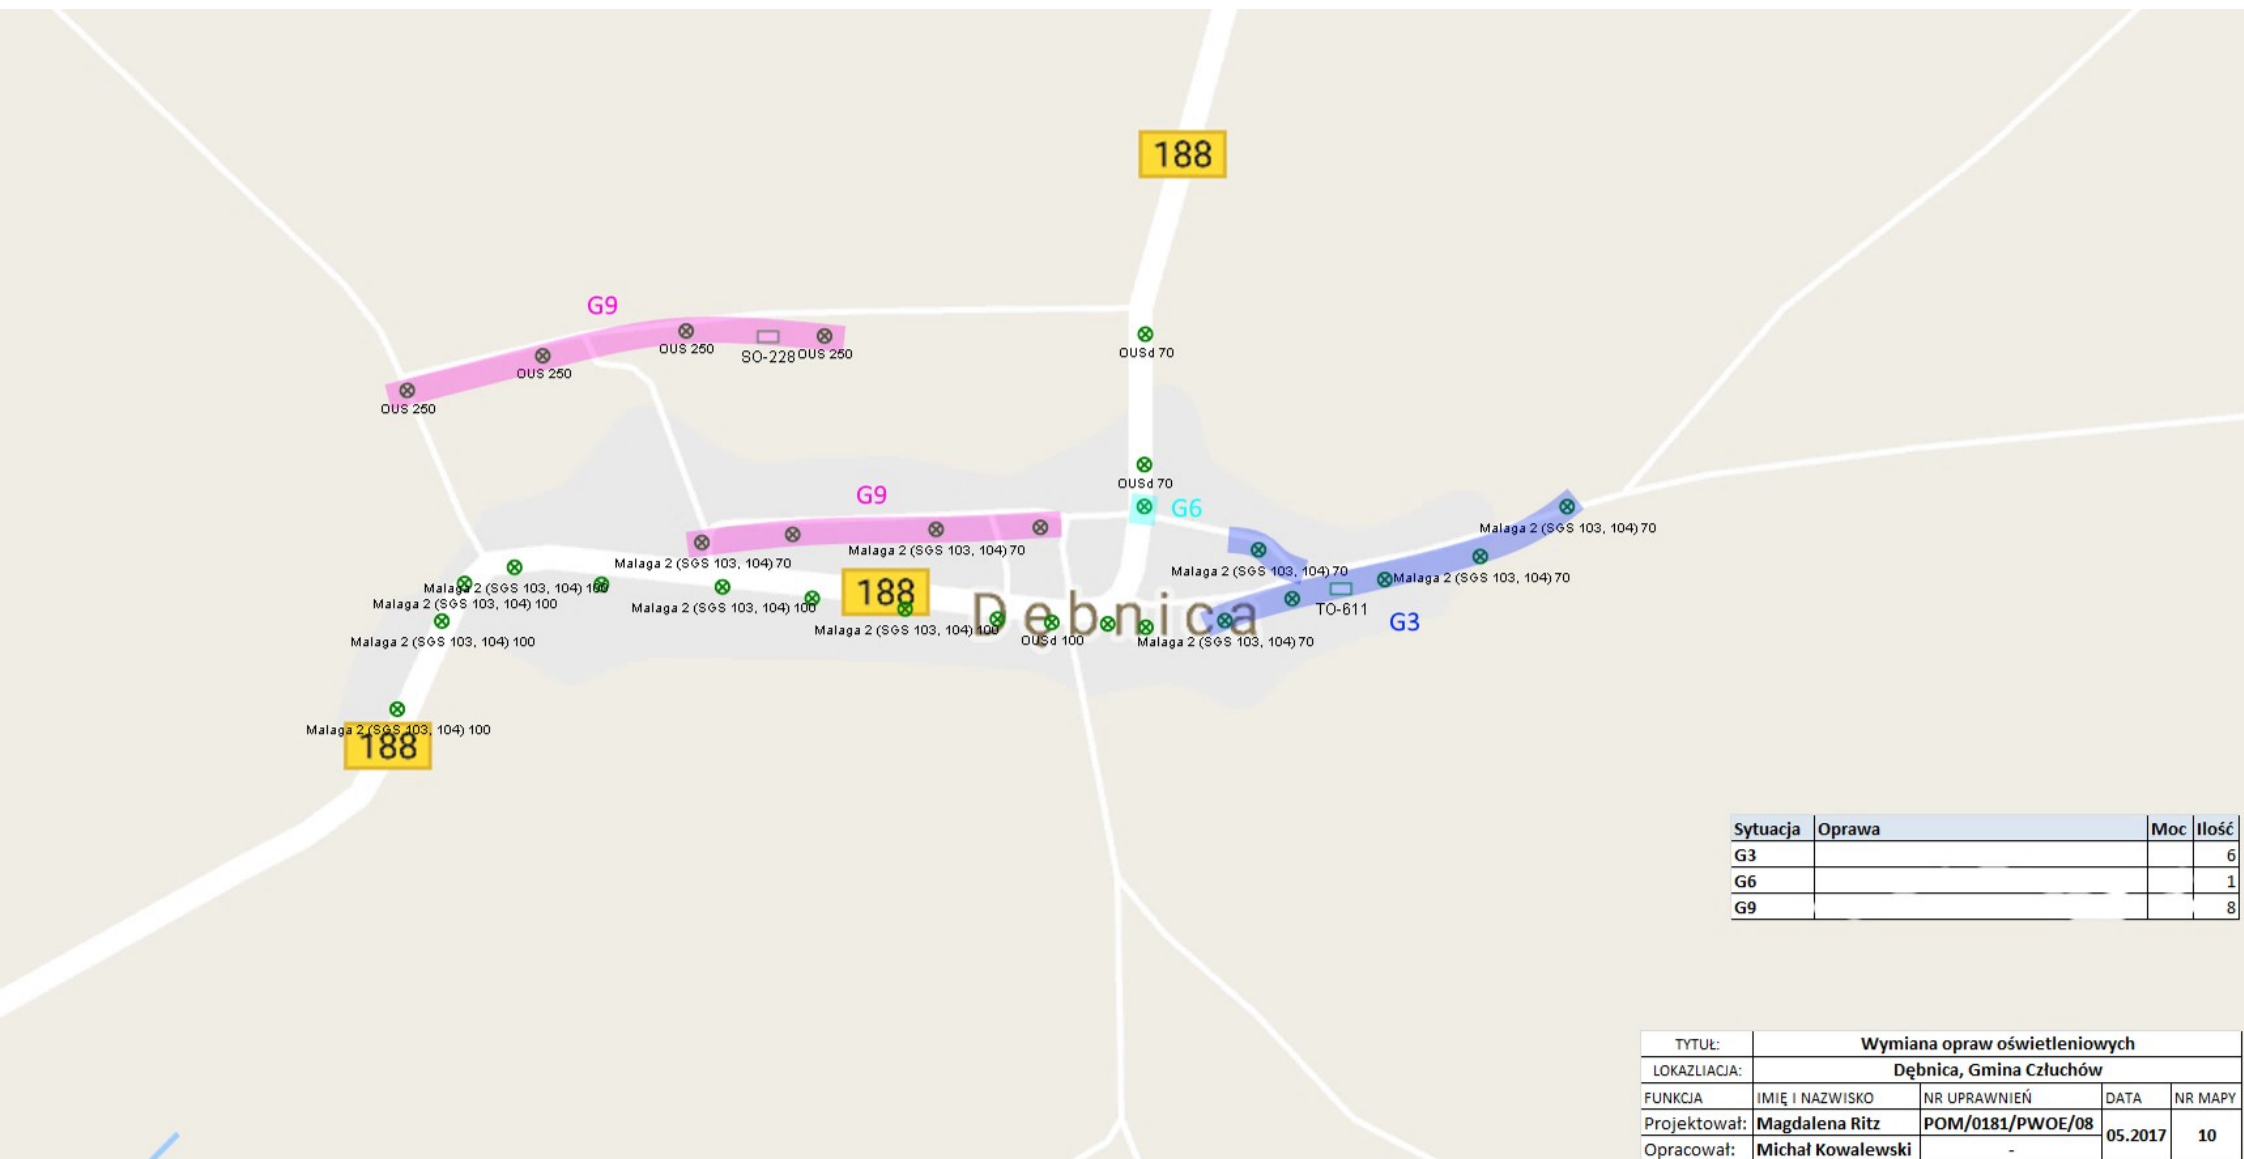 188
G9
OUS 250
SO-228 OUS 250
OUSd 70
OUS 250
OUS 250
OUSd 70
G9
G6
Malaga 2 (SGS 103, 104) 70
Malaga 2 (SGS 103, 104) 70
Malaga 2 (SGS 103, 104) 70
Malaga 2 (SGS 103, 104) 70
Malaga 2 (SGS 103, 104) 70
Malaga 2 (SGS 103, 104) 100
Malaga 2 (SGS 103, 104) 100
Malaga 2 (SGS 103, 104) 100
188
Dębnica
TO-611
G3
Malaga 2 (SGS 103, 104) 100
Malaga 2 (SGS 103, 104) 100
OUSd 100
Malaga 2 (SGS 103, 104) 70
Malaga 2 (SGS 103, 104) 100
188
Sytuacja Oprawa Moc Ilość
G3 6
G6 1
G9 8
TYTUŁ: Wymiana opraw oświetleniowych
LOKAZLIACJA: Dębnica, Gmina Człuchów
FUNKCJA IMIĘ I NAZWISKO NR UPRAWNIEŃ DATA NR MAPY
Projektował: Magdalena Ritz POM/0181/PWOE/08 05.2017 10
Opracował: Michał Kowalewski -